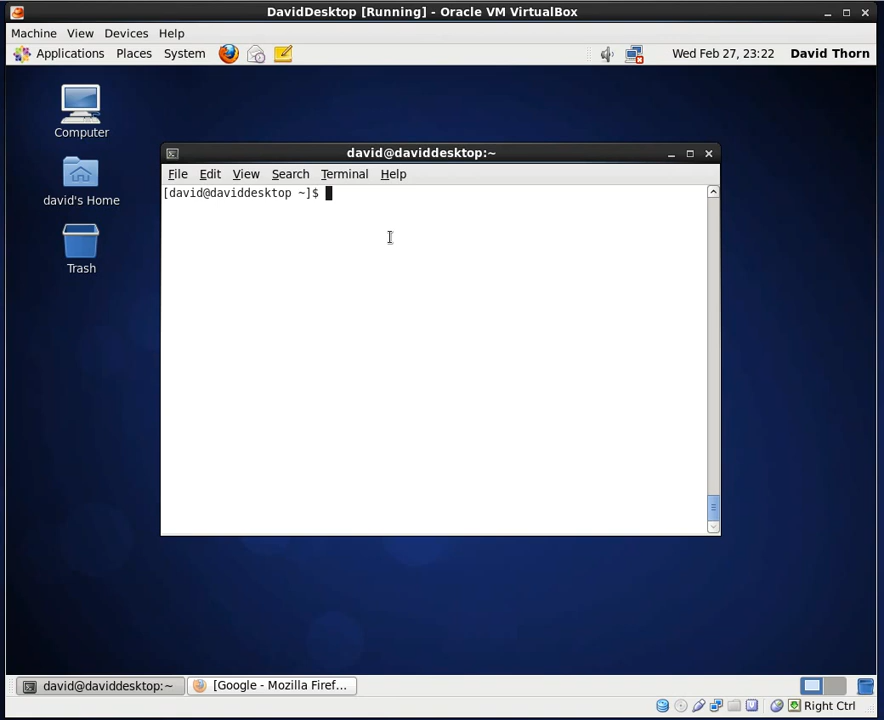 DavidDesktop [Running] - Oracle VM VirtualBox
Machine View Devices Help
Applications Places System Wed Feb 27, 23:22 David Thorn
Computer
david's Home
Trash
david@daviddesktop:~
File Edit View Search Terminal Help
[david@daviddesktop ~]$
david@daviddesktop:~ [Google - Mozilla Firef...
Right Ctrl